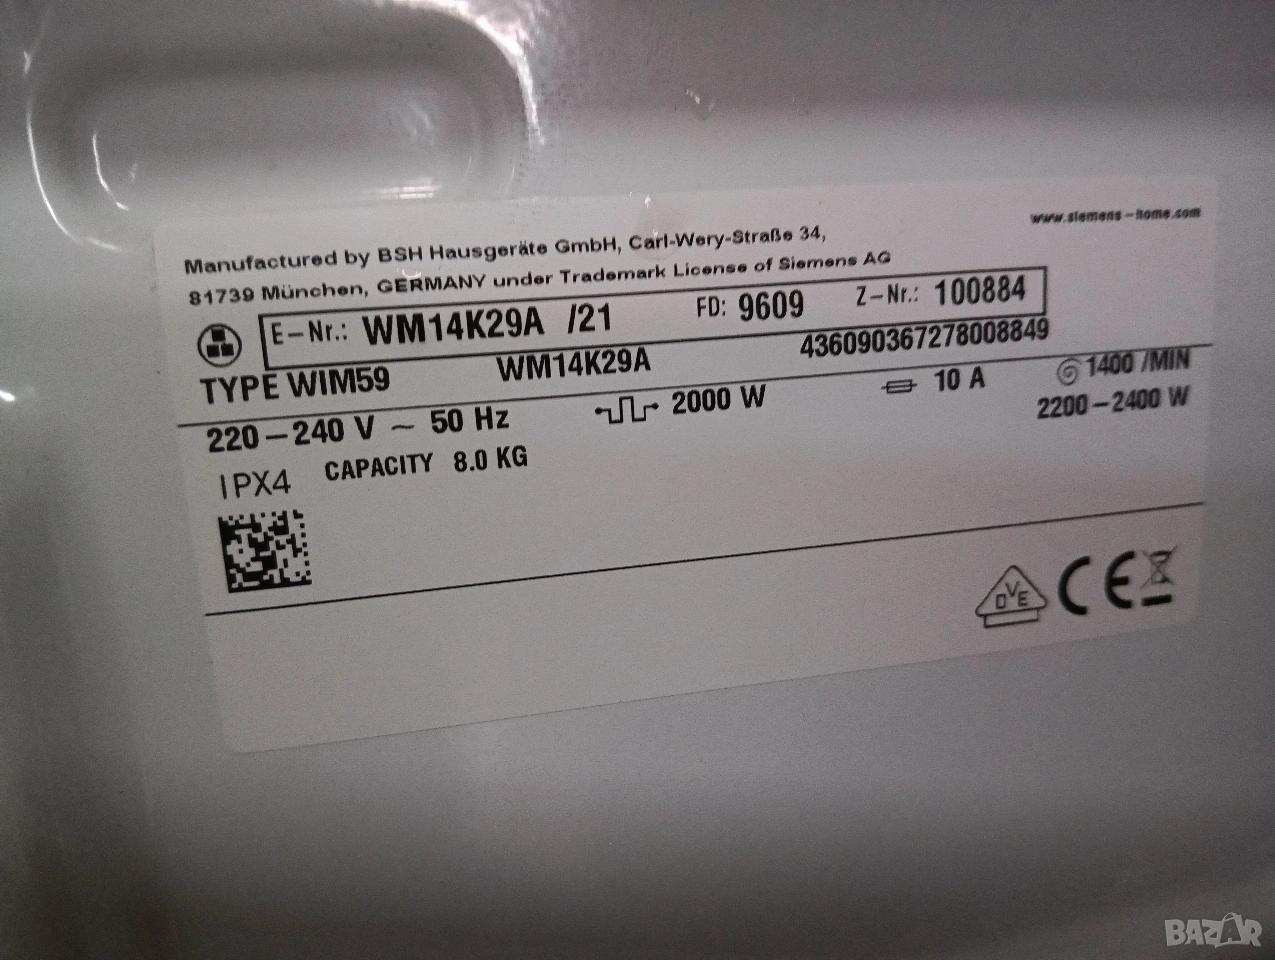 www.siemens-home.com
Manufactured by BSH Hausgeräte GmbH, Carl-Wery-Straße 34,
81739 München, GERMANY under Trademark License of Siemens AG
E-Nr.: WM14K29A /21 FD: 9609 Z-Nr.: 100884
TYPE WIM59 WM14K29A 436090367278008849
220-240 V ~ 50 Hz 2000 W 10 A 1400 /MIN
2200-2400 W
IPX4 CAPACITY 8.0 KG
DVE CE
BAZAR